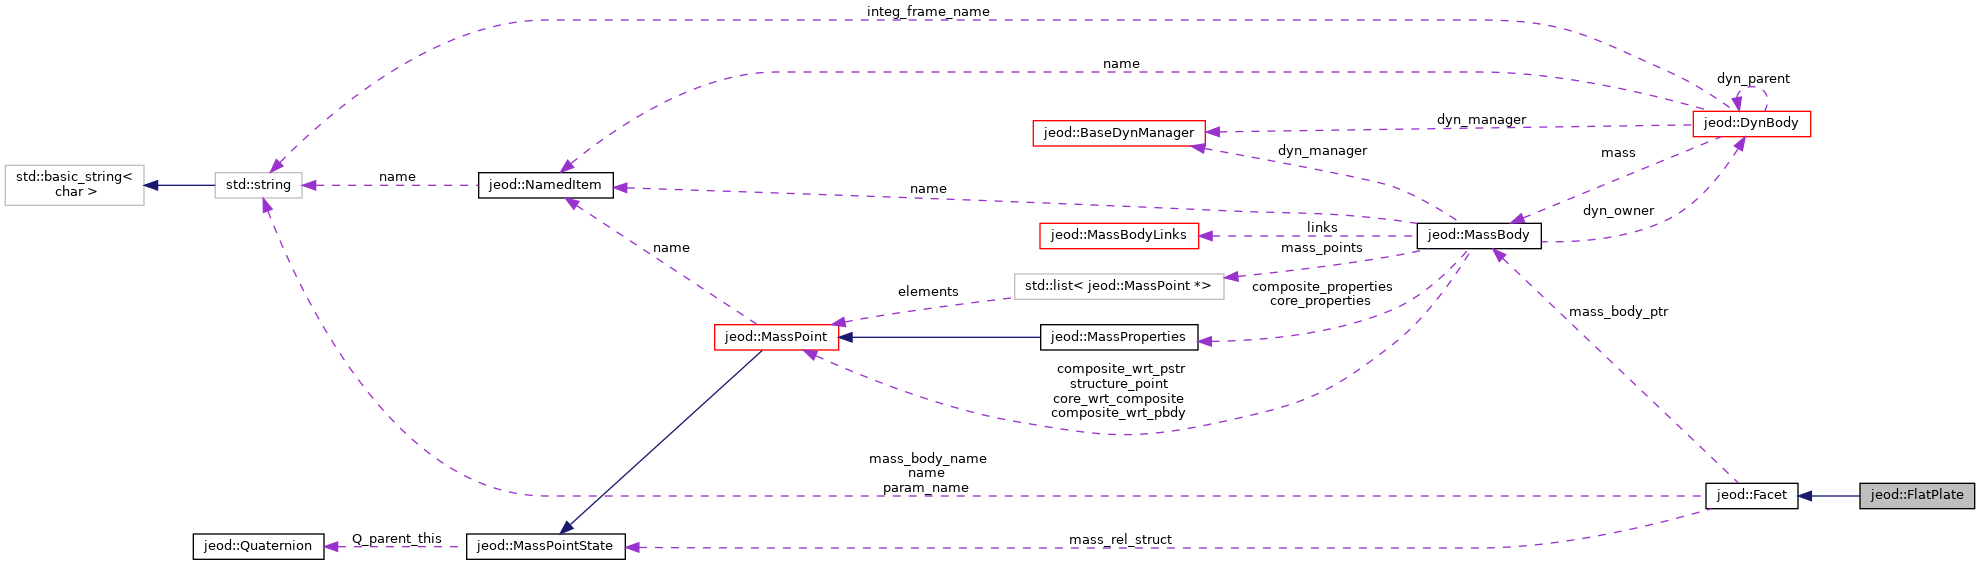 integ_frame_name
name
dyn_parent
dyn_manager
jeod::DynBody
jeod::BaseDynManager
dyn_manager
mass
std::basic_string<
char >
name
std::string
jeod::NamedItem
name
dyn_owner
links
jeod::MassBodyLinks
jeod::MassBody
name
mass_points
std::list< jeod::MassPoint *>
elements
composite_properties
core_properties
mass_body_ptr
jeod::MassPoint
jeod::MassProperties
composite_wrt_pstr
structure_point
core_wrt_composite
composite_wrt_pbdy
mass_body_name
name
param_name
jeod::Facet
jeod::FlatPlate
jeod::Quaternion
Q_parent_this
jeod::MassPointState
mass_rel_struct